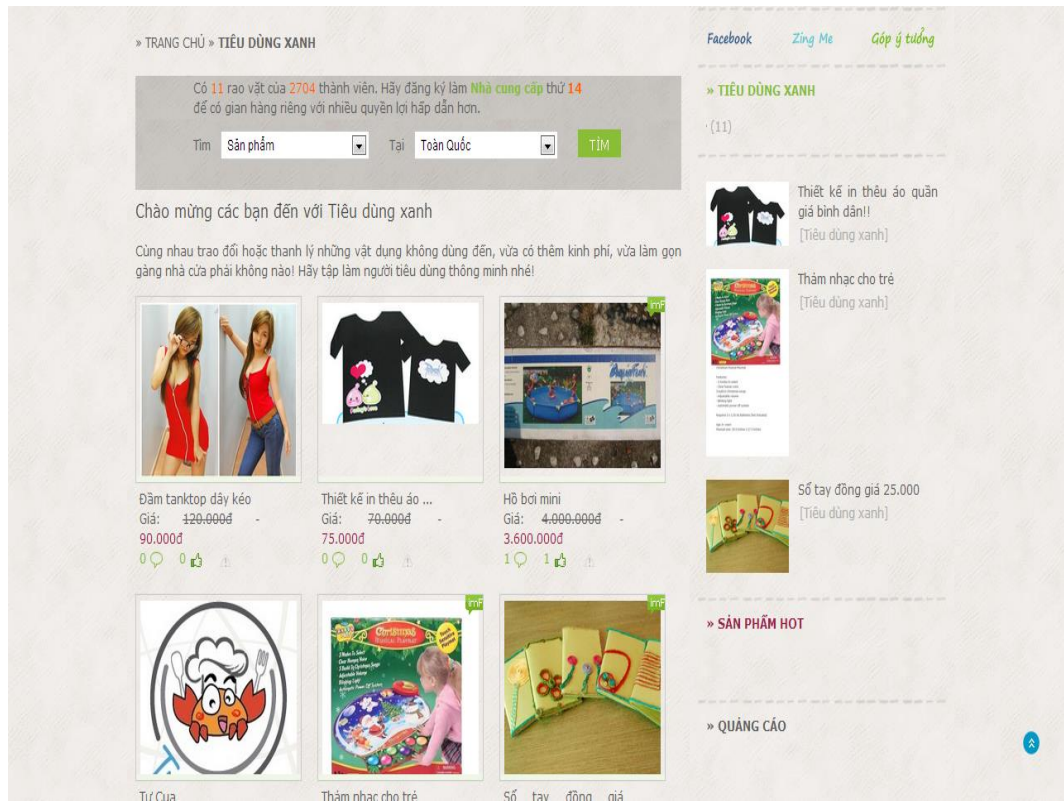 » TRANG CHỦ » TIÊU DÙNG XANH
Có 11 rao vặt của 2704 thành viên. Hãy đăng ký làm Nhà cung cấp thứ 14
để có gian hàng riêng với nhiều quyền lợi hấp dẫn hơn.
Tìm Sản phẩm Tại Toàn Quốc TÌM
Chào mừng các bạn đến với Tiêu dùng xanh
Cùng nhau trao đổi hoặc thanh lý những vật dụng không dùng đến, vừa có thêm kinh phí, vừa làm gọn
gàng nhà cửa phải không nào! Hãy tập làm người tiêu dùng thông minh nhé!
Đầm tanktop dây kéo
Giá: 120.000đ -
90.000đ
0 0
Thiết kế in thêu áo ...
Giá: 70.000đ -
75.000đ
0 0
imF
AquaFun
Hồ bơi mini
Giá: 4.000.000đ -
3.600.000đ
1 1
Tư Cua
imF
Christmas
Musical Playmat
Thảm nhạc cho trẻ
imF
Sổ tay đồng giá
Facebook Zing Me Góp ý tưởng
» TIÊU DÙNG XANH
· (11)
Thiết kế in thêu áo quần
giá bình dân!!
[Tiêu dùng xanh]
Thảm nhạc cho trẻ
[Tiêu dùng xanh]
Sổ tay đồng giá 25.000
[Tiêu dùng xanh]
» SẢN PHẨM HOT
» QUẢNG CÁO